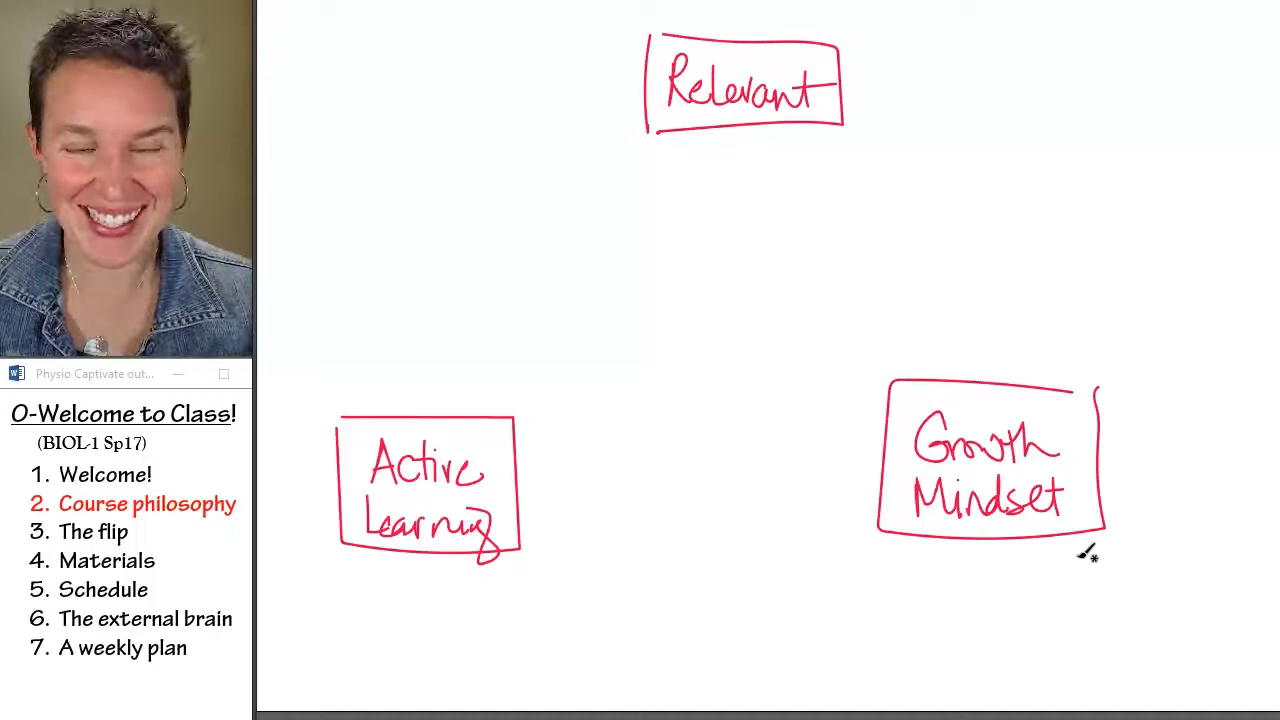 Relevant
Active
Learning
Growth
Mindset
Physio Captivate out...
O-Welcome to Class!
(BIOL-1 Sp17)
1. Welcome!
2. Course philosophy
3. The flip
4. Materials
5. Schedule
6. The external brain
7. A weekly plan